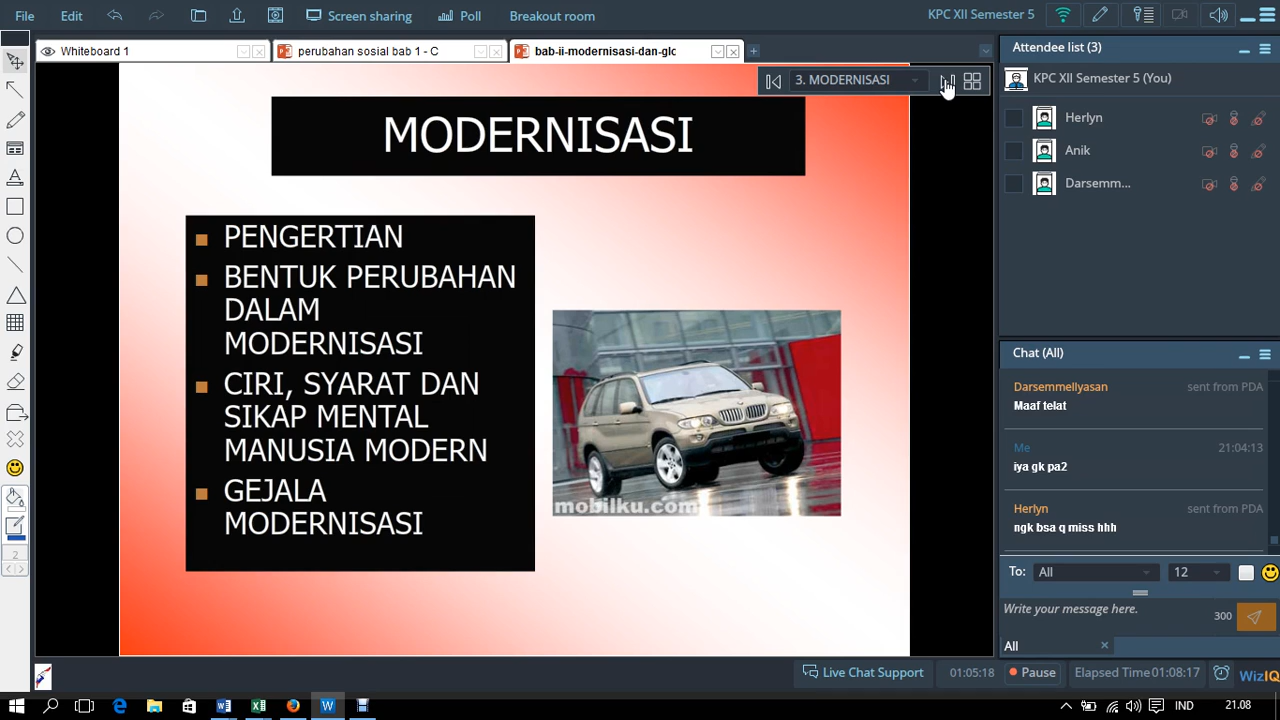 File Edit Screen sharing Poll Breakout room KPC XII Semester 5
Whiteboard 1 perubahan sosial bab 1 - C bab-ii-modernisasi-dan-glc
3. MODERNISASI
MODERNISASI
PENGERTIAN
BENTUK PERUBAHAN
DALAM
MODERNISASI
CIRI, SYARAT DAN
SIKAP MENTAL
MANUSIA MODERN
GEJALA
MODERNISASI
mobilku.com
Attendee list (3)
KPC XII Semester 5 (You)
Herlyn
Anik
Darsemm...
Chat (All)
Darsemmellyasan sent from PDA
Maaf telat
Me 21:04:13
iya gk pa2
Herlyn sent from PDA
ngk bsa q miss hhh
To: All 12
Write your message here. 300
All
2
Live Chat Support 01:05:18 Pause Elapsed Time 01:08:17 WizIQ
IND 21.08